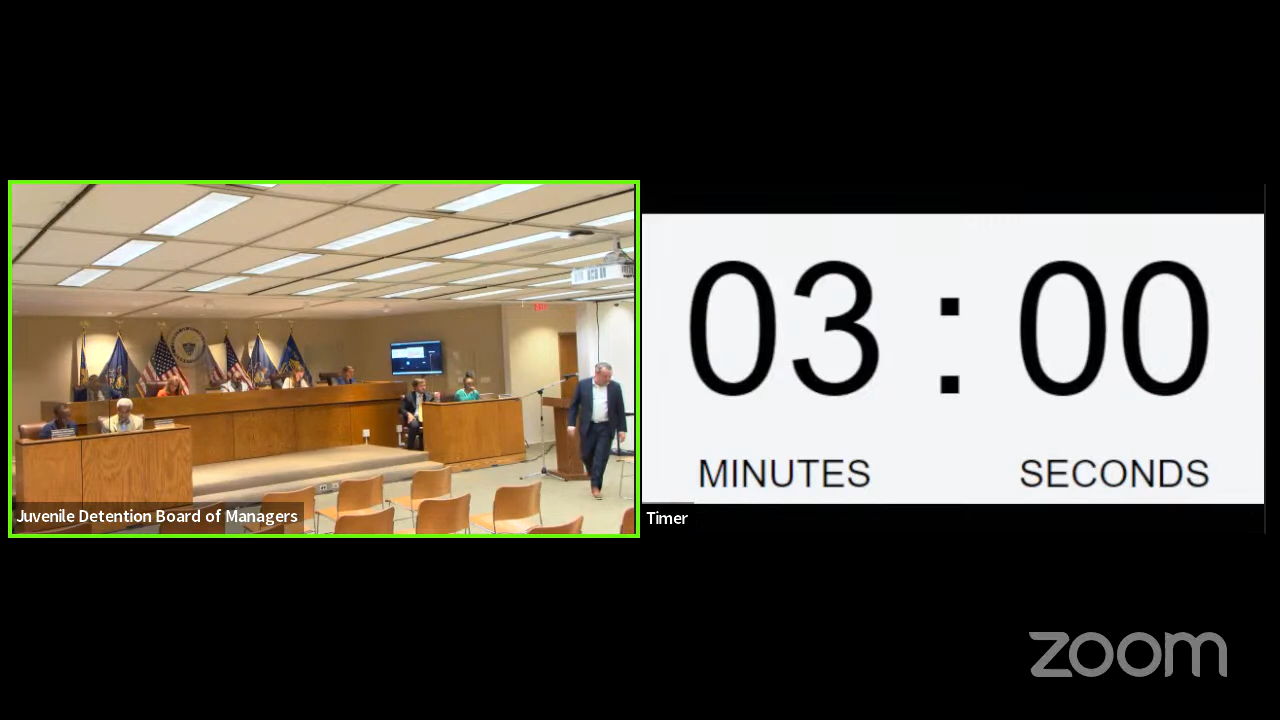 03 : 00
MINUTES SECONDS
Juvenile Detention Board of Managers
Timer
zoom